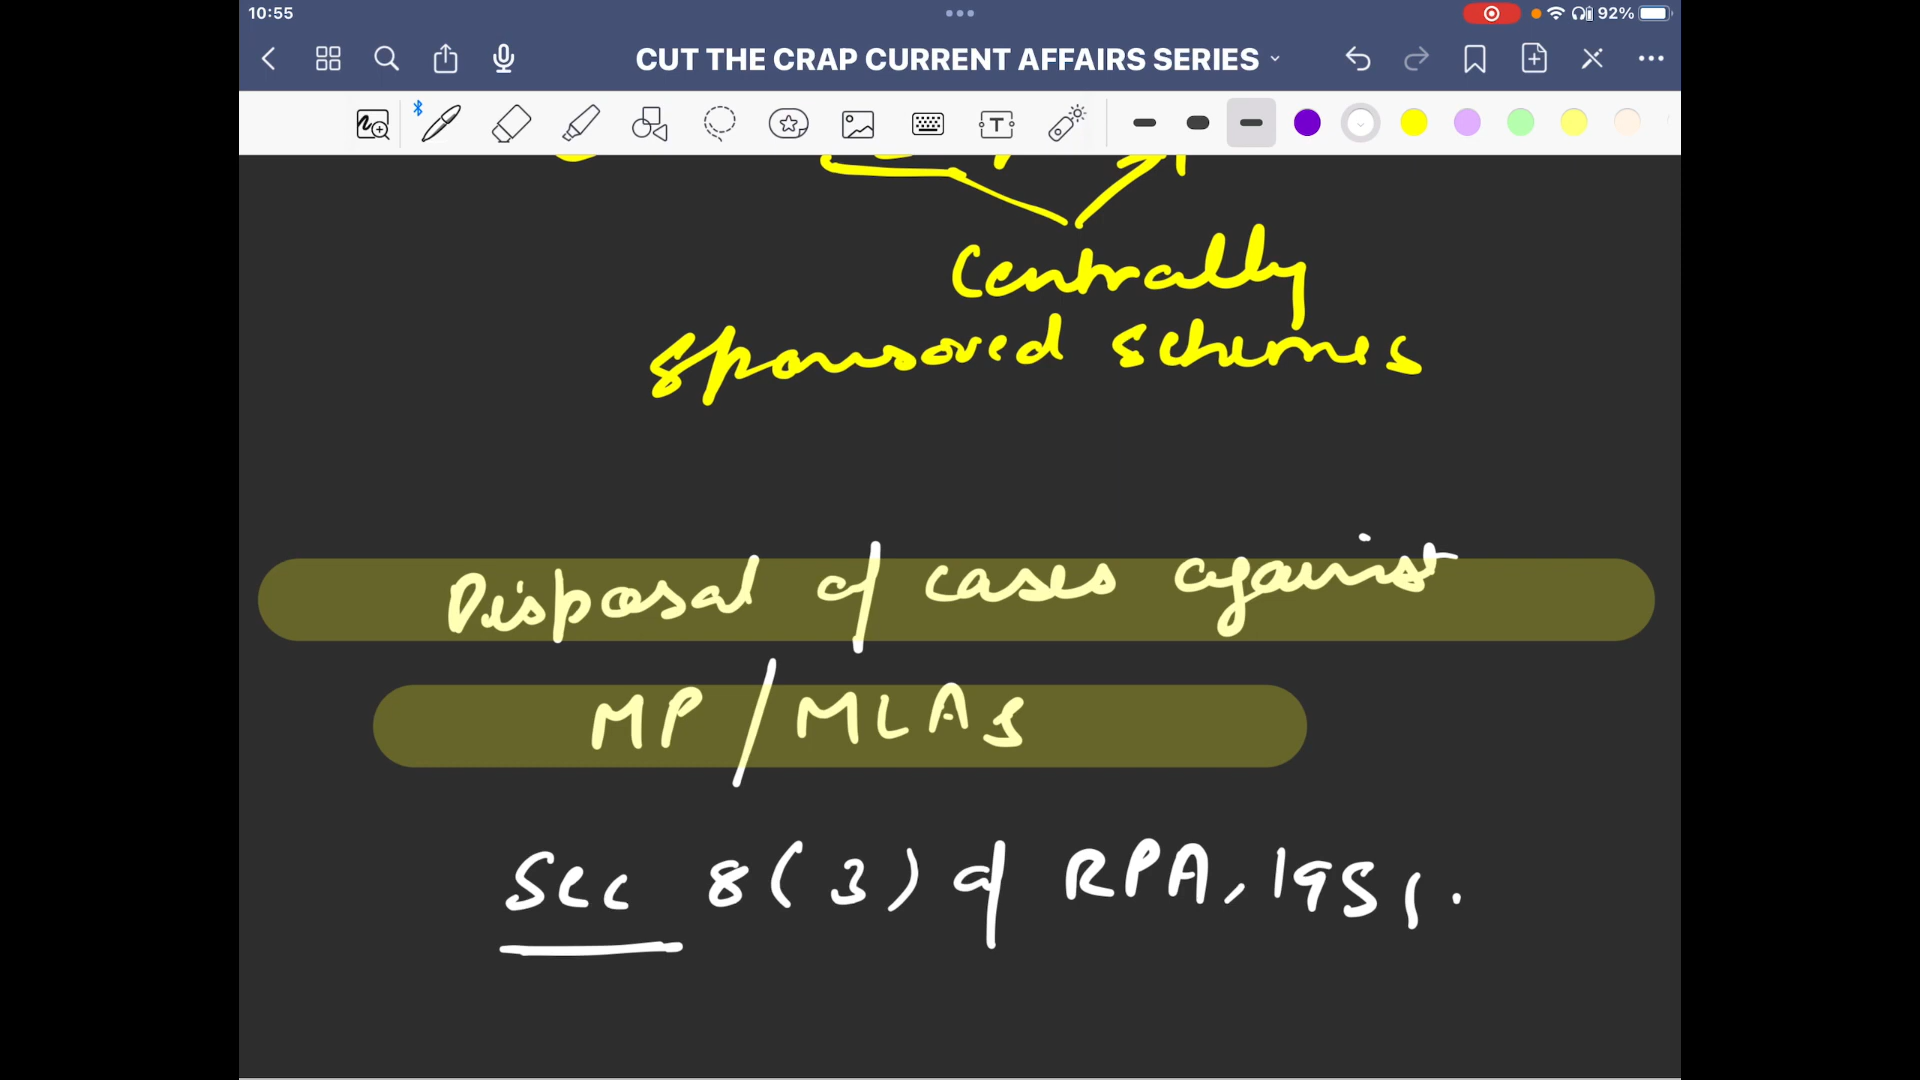 10:55
92%
CUT THE CRAP CURRENT AFFAIRS SERIES
T
Centrally
sponsored schemes
Disposal of cases against
MP/MLAs
Sec 8(3) of RPA, 1951.